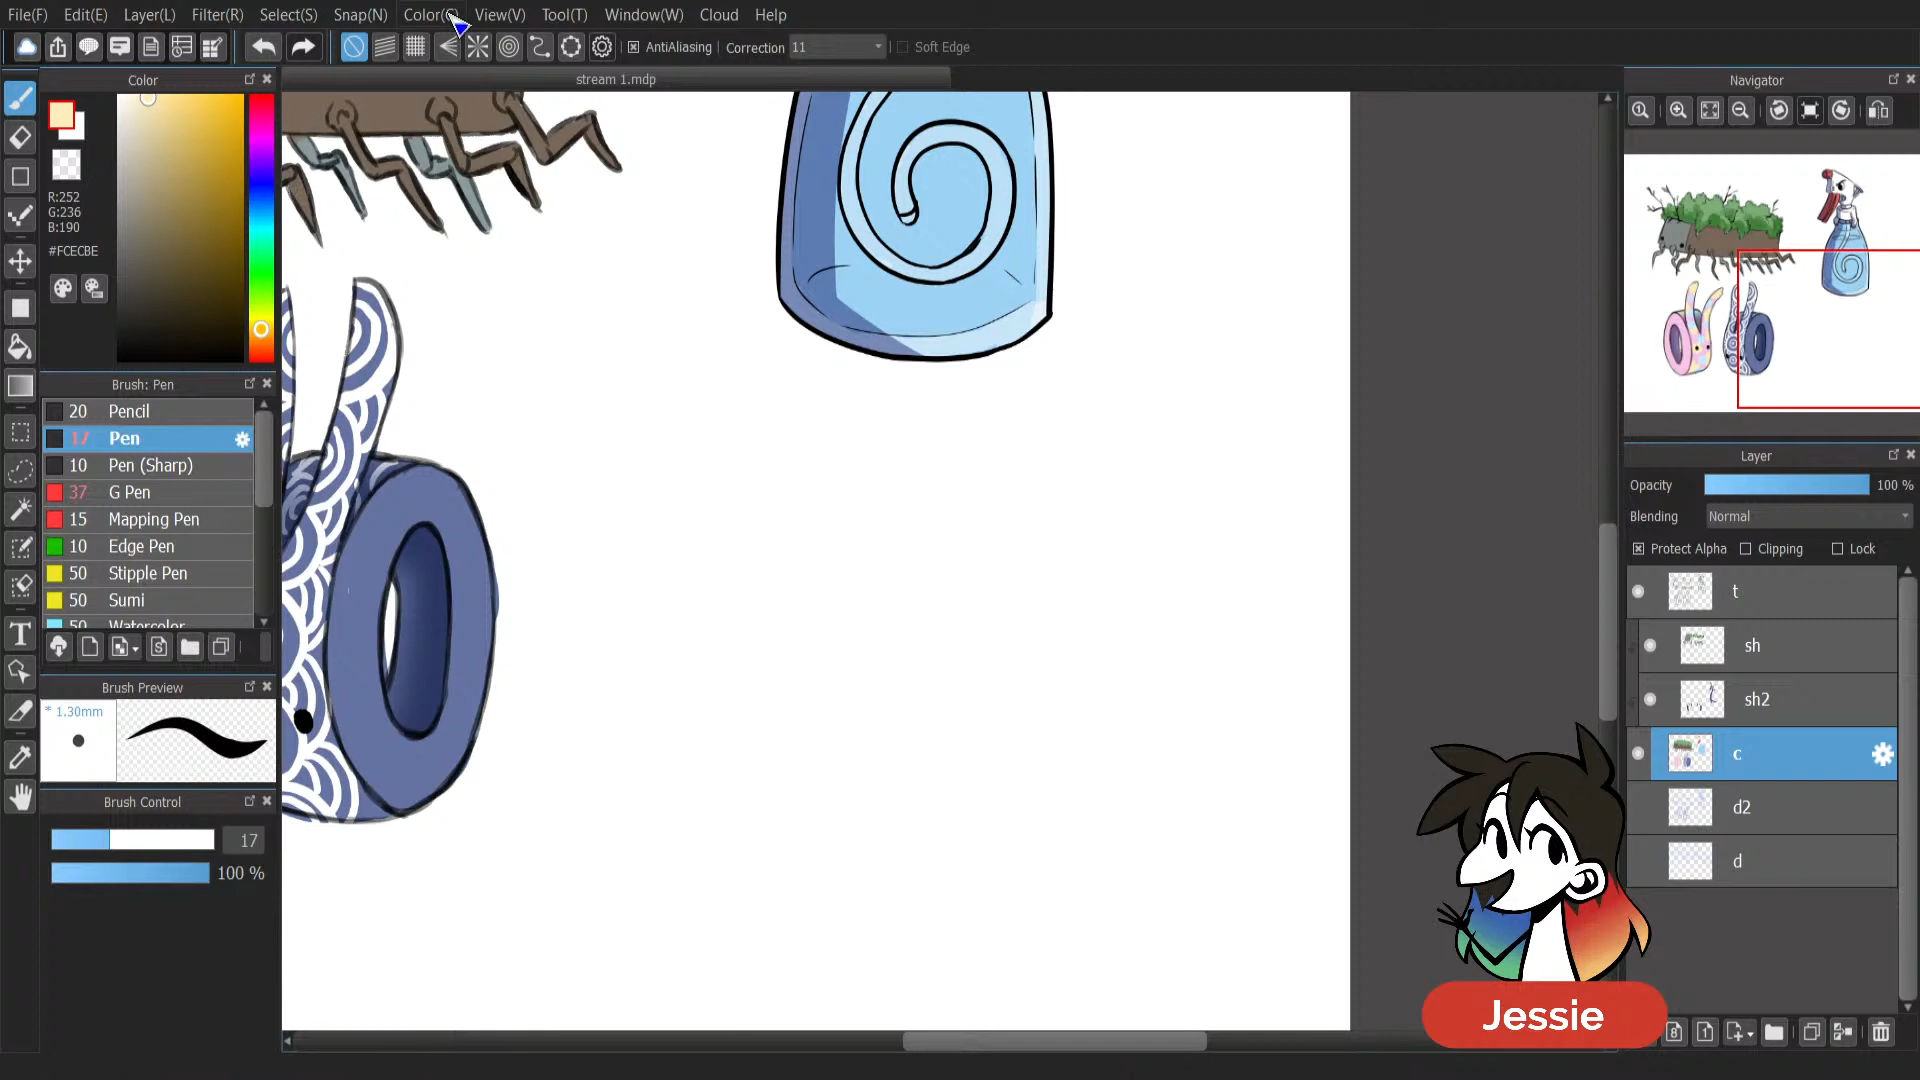 File(F) Edit(E) Layer(L) Filter(R) Select(S) Snap(N) Color(C) View(V) Tool(T) Window(W) Cloud Help
AntiAliasing Correction 11 Soft Edge
stream 1.mdp
Color
R:252
G:236
B:190
#FCECBE
Brush: Pen
20 Pencil
17 Pen
10 Pen (Sharp)
37 G Pen
15 Mapping Pen
10 Edge Pen
50 Stipple Pen
50 Sumi
50 Watercolor
Brush Preview
* 1.30mm
Brush Control
17
100 %
Navigator
Layer
Opacity 100 %
Blending Normal
Protect Alpha Clipping Lock
t
sh
sh2
c
d2
d
Jessie